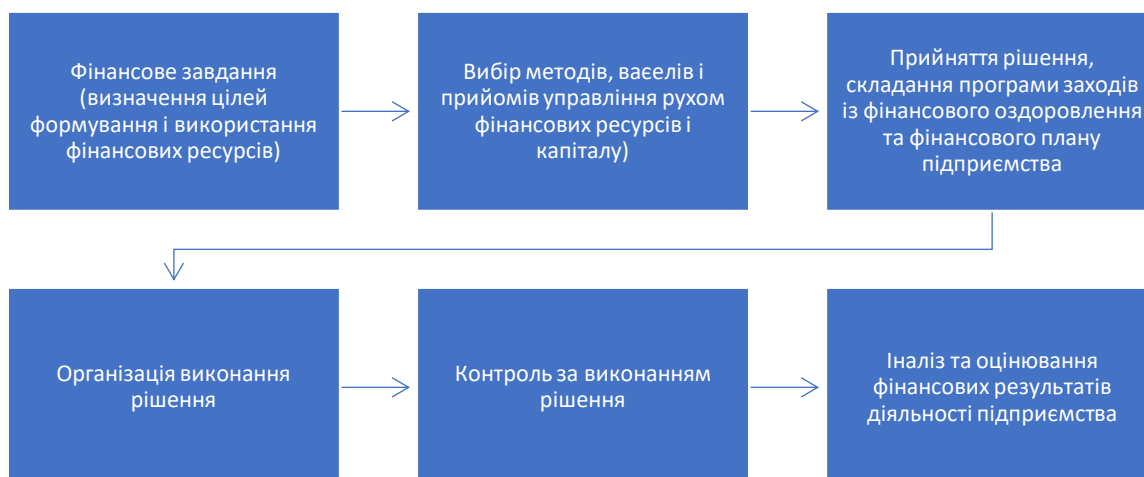 Фінансове завдання
(визначення цілей
формування і використання
фінансових ресурсів)
Вибір методів, ваєелів і
прийомів управління рухом
фінансових ресурсів і
капіталу)
Прийняття рішення,
складання програми заходів
із фінансового оздоровлення
та фінансового плану
підприємства
Організація виконання
рішення
Контроль за виконанням
рішення
Іналіз та оцінювання
фінансових результатів
діяльності підприємства